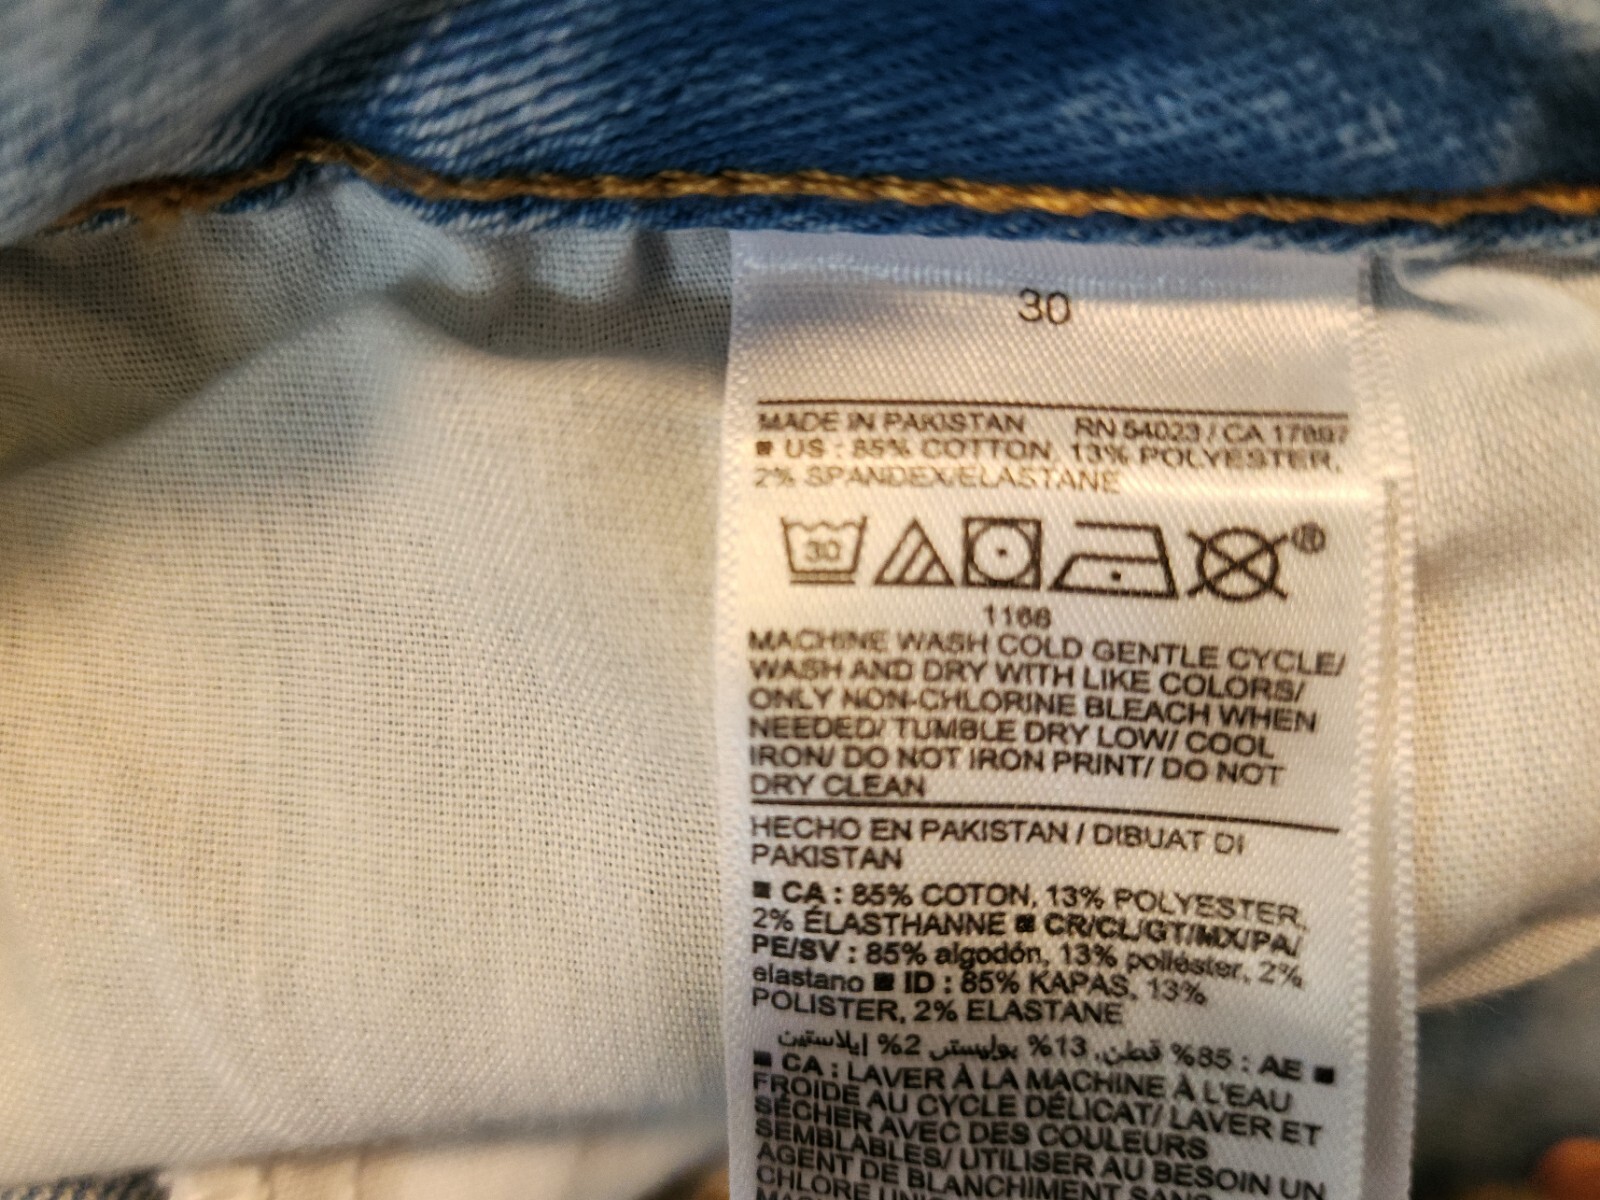 30
MADE IN PAKISTAN RN 54023 / CA 17897
■ US : 85% COTTON, 13% POLYESTER,
2% SPANDEX/ELASTANE
30 ®
1168
MACHINE WASH COLD GENTLE CYCLE/
WASH AND DRY WITH LIKE COLORS/
ONLY NON-CHLORINE BLEACH WHEN
NEEDED/ TUMBLE DRY LOW/ COOL
IRON/ DO NOT IRON PRINT/ DO NOT
DRY CLEAN
HECHO EN PAKISTAN / DIBUAT DI
PAKISTAN
■ CA : 85% COTON, 13% POLYESTER,
2% ÉLASTHANNE ■ CR/CL/GT/MX/PA/
PE/SV : 85% algodón, 13% poliéster, 2%
elastano ■ ID : 85% KAPAS, 13%
POLISTER, 2% ELASTANE
■ AE : 85% قطن, 13% بوليستر 2% إيلاستين
■ CA : LAVER À LA MACHINE À L'EAU
FROIDE AU CYCLE DÉLICAT/ LAVER ET
SÉCHER AVEC DES COULEURS
SEMBLABLES/ UTILISER AU BESOIN UN
AGENT DE BLANCHIMENT SANS
CHLORE